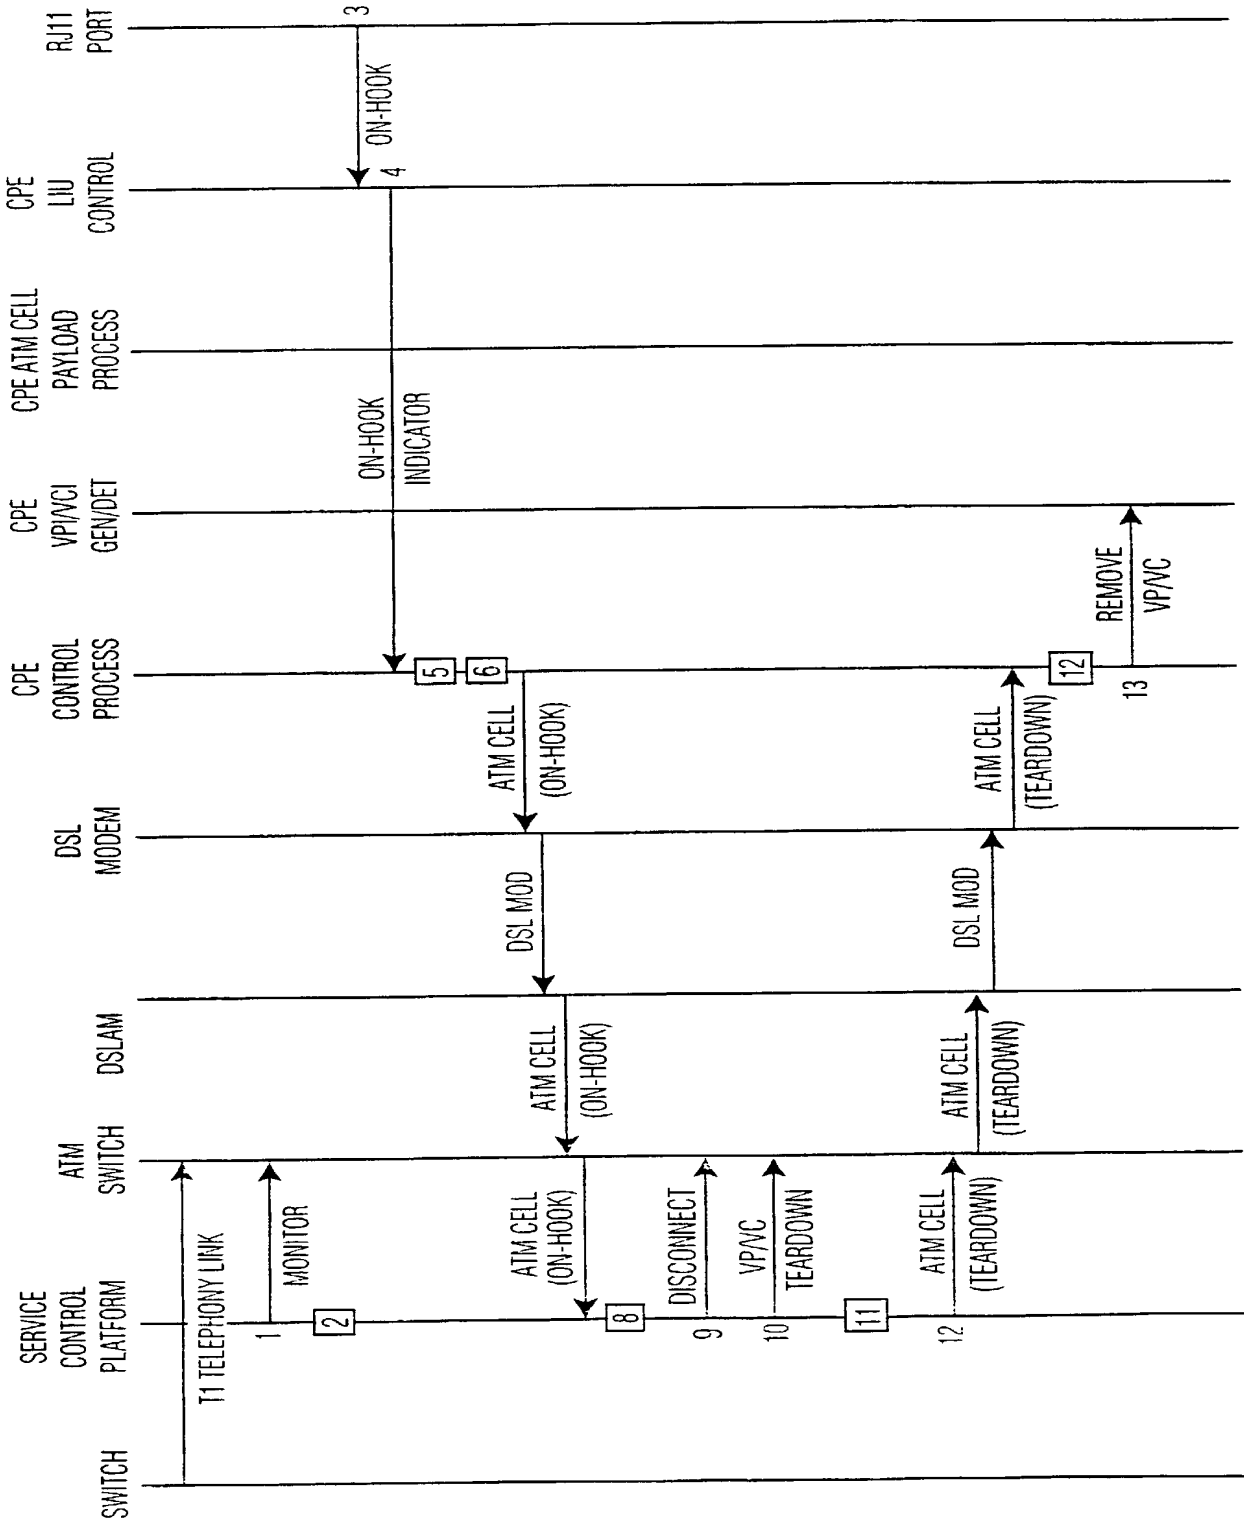 SWITCH
SERVICE
CONTROL
PLATFORM
ATM
SWITCH
DSLAM
DSL
MODEM
CPE
CONTROL
PROCESS
CPE
VPI/VCI
GEN/DET
CPE ATM CELL
PAYLOAD
PROCESS
CPE
LIU
CONTROL
RJ11
PORT
T1 TELEPHONY LINK
1
MONITOR
2
3
ON-HOOK
4
ON-HOOK
INDICATOR
5
6
ATM CELL
(ON-HOOK)
DSL MOD
ATM CELL
(ON-HOOK)
ATM CELL
(ON-HOOK)
8
9
DISCONNECT
10
VP/VC
TEARDOWN
11
12
ATM CELL
(TEARDOWN)
ATM CELL
(TEARDOWN)
DSL MOD
ATM CELL
(TEARDOWN)
12
13
REMOVE
VP/VC